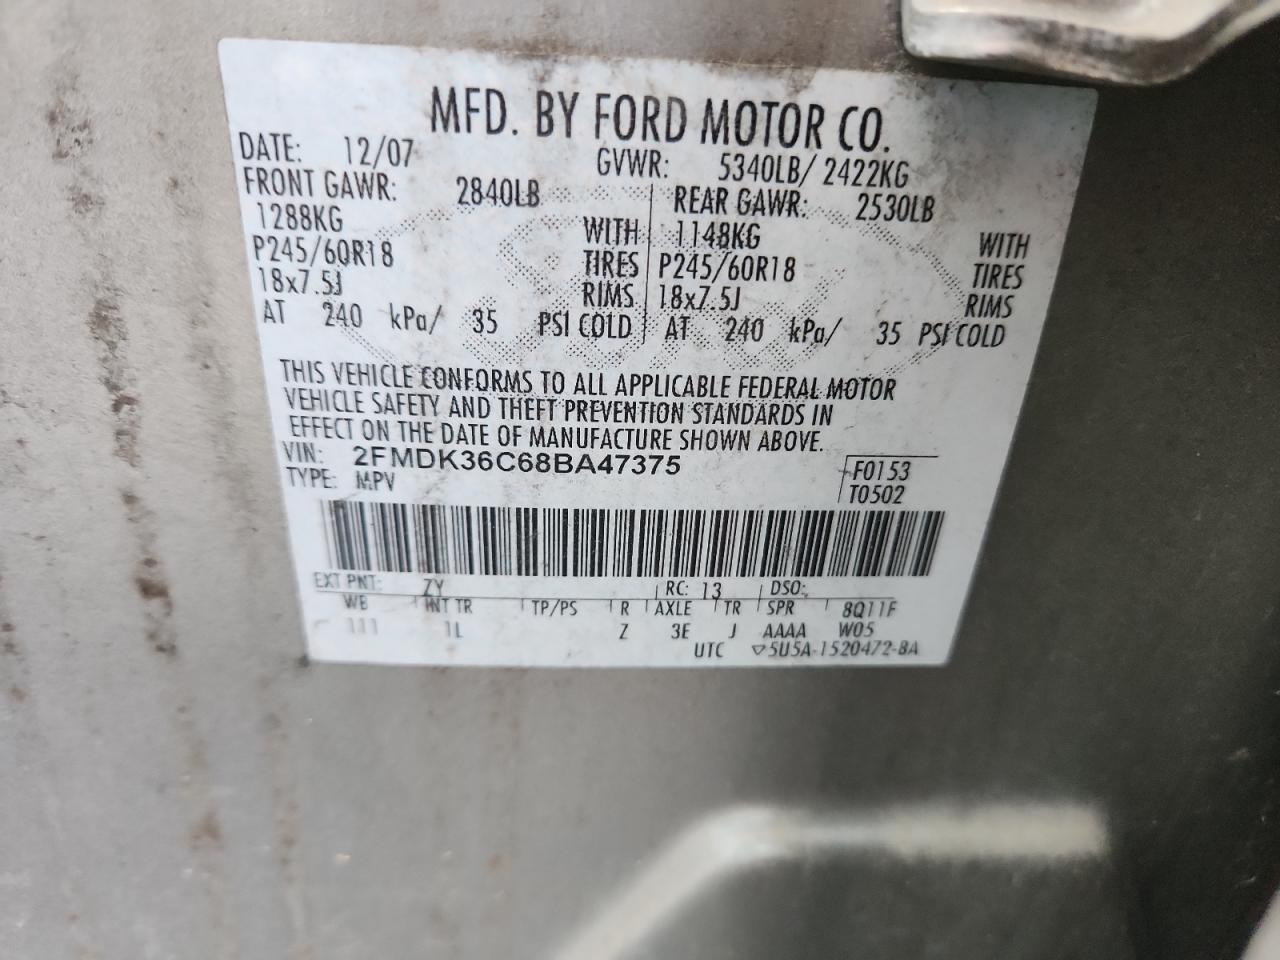 MFD. BY FORD MOTOR CO.
DATE: 12/07 GVWR: 5340LB/ 2422KG
FRONT GAWR: 2840LB REAR GAWR: 2530LB
1288KG WITH 1148KG WITH
P245/60R18 TIRES P245/60R18 TIRES
18x7.5J RIMS 18x7.5J RIMS
AT 240 kPa/ 35 PSI COLD AT 240 kPa/ 35 PSI COLD
THIS VEHICLE CONFORMS TO ALL APPLICABLE FEDERAL MOTOR
VEHICLE SAFETY AND THEFT PREVENTION STANDARDS IN
EFFECT ON THE DATE OF MANUFACTURE SHOWN ABOVE.
VIN: 2FMDK36C68BA47375 F0153
TYPE: MPV T0502
EXT PNT: ZY RC: 13 DSO:
WB INT TR TP/PS R AXLE TR SPR 8Q11F
111 1L Z 3E J AAAA W05
UTC ▽5U5A-1520472-BA